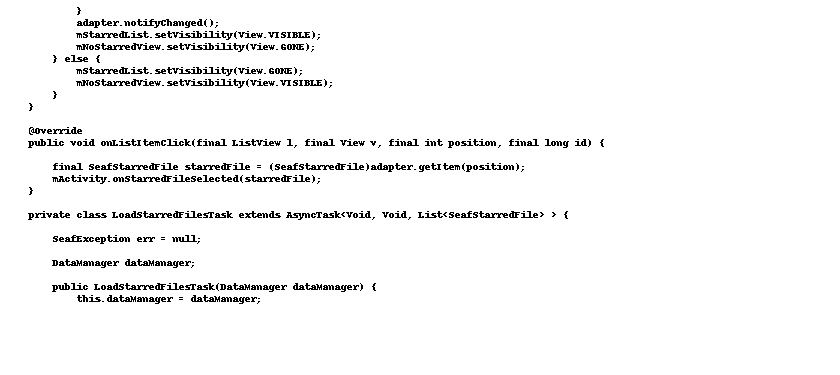 }
adapter.notifyChanged();
mStarredList.setVisibility(View.VISIBLE);
mNoStarredView.setVisibility(View.GONE);
} else {
mStarredList.setVisibility(View.GONE);
mNoStarredView.setVisibility(View.VISIBLE);
}
}
@Override
public void onListItemClick(final ListView l, final View v, final int position, final long id) {
final SeafStarredFile starredFile = (SeafStarredFile)adapter.getItem(position);
mActivity.onStarredFileSelected(starredFile);
}
private class LoadStarredFilesTask extends AsyncTask<Void, Void, List<SeafStarredFile> > {
SeafException err = null;
DataManager dataManager;
public LoadStarredFilesTask(DataManager dataManager) {
this.dataManager = dataManager;